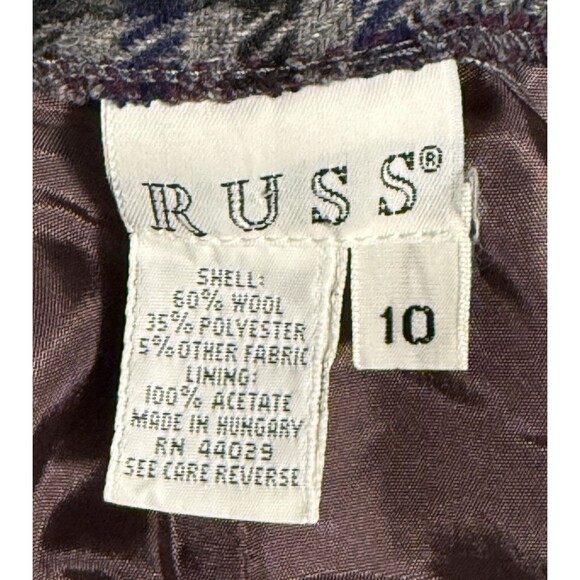 RUSS®
10
SHELL:
60% WOOL
35% POLYESTER
5% OTHER FABRIC
LINING:
100% ACETATE
MADE IN HUNGARY
RN 44039
SEE CARE REVERSE